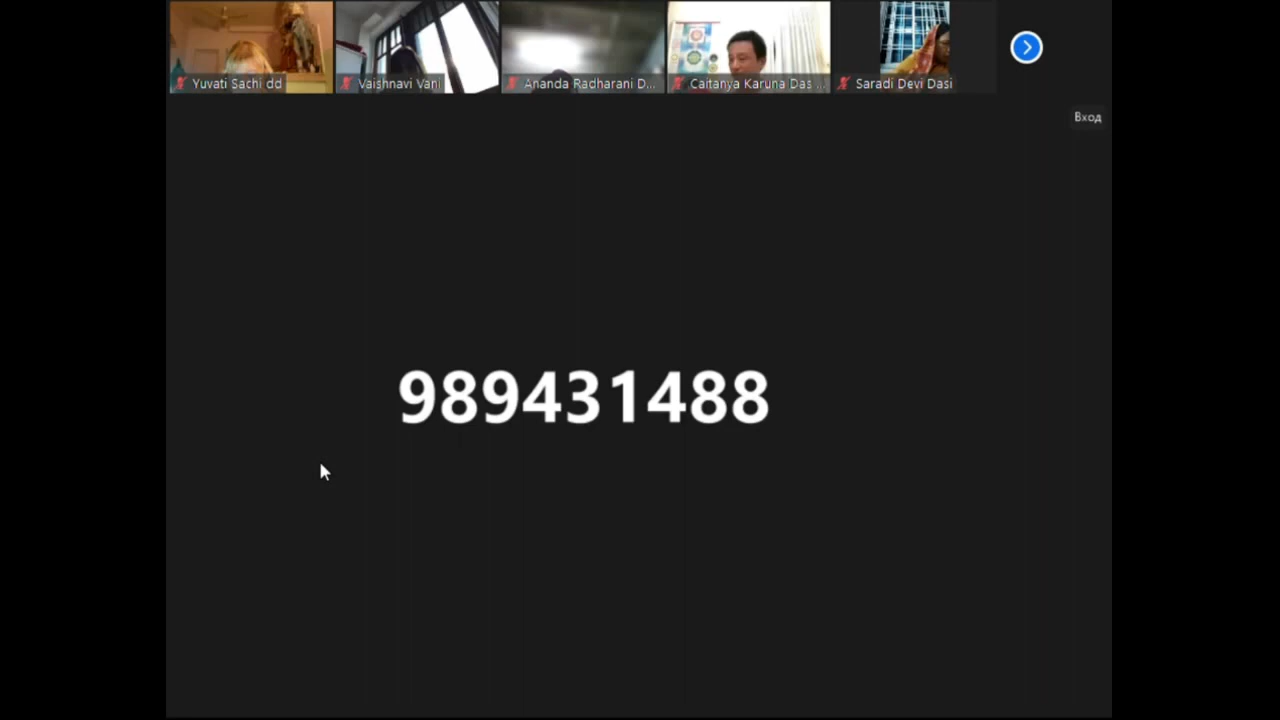 Yuvati Sachi dd
Vaishnavi Vani
Ananda Radharani D...
Caitanya Karuna Das ...
Saradi Devi Dasi
Вход
989431488